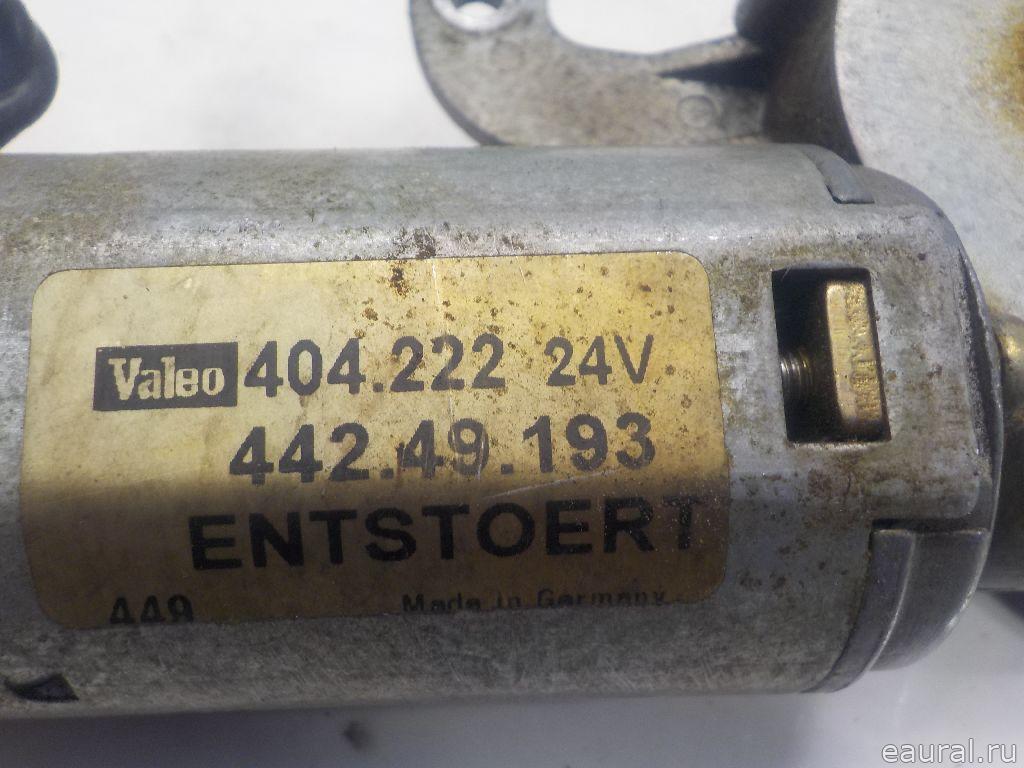 Valeo 404.222 24V
442.49.193
ENTSTOERT
449 Made in Germany
eaural.ru